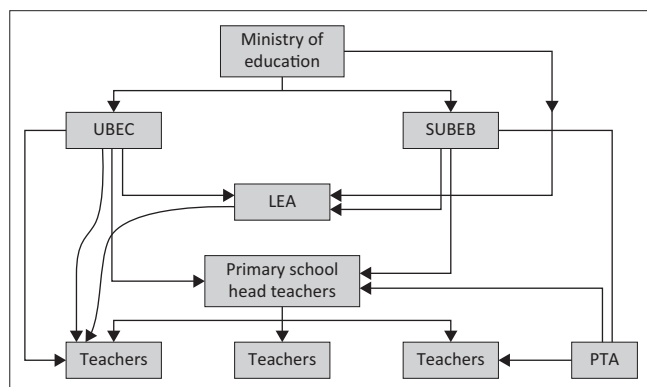 Ministry of
education
UBEC
SUBEB
LEA
Primary school
head teachers
Teachers
Teachers
Teachers
PTA